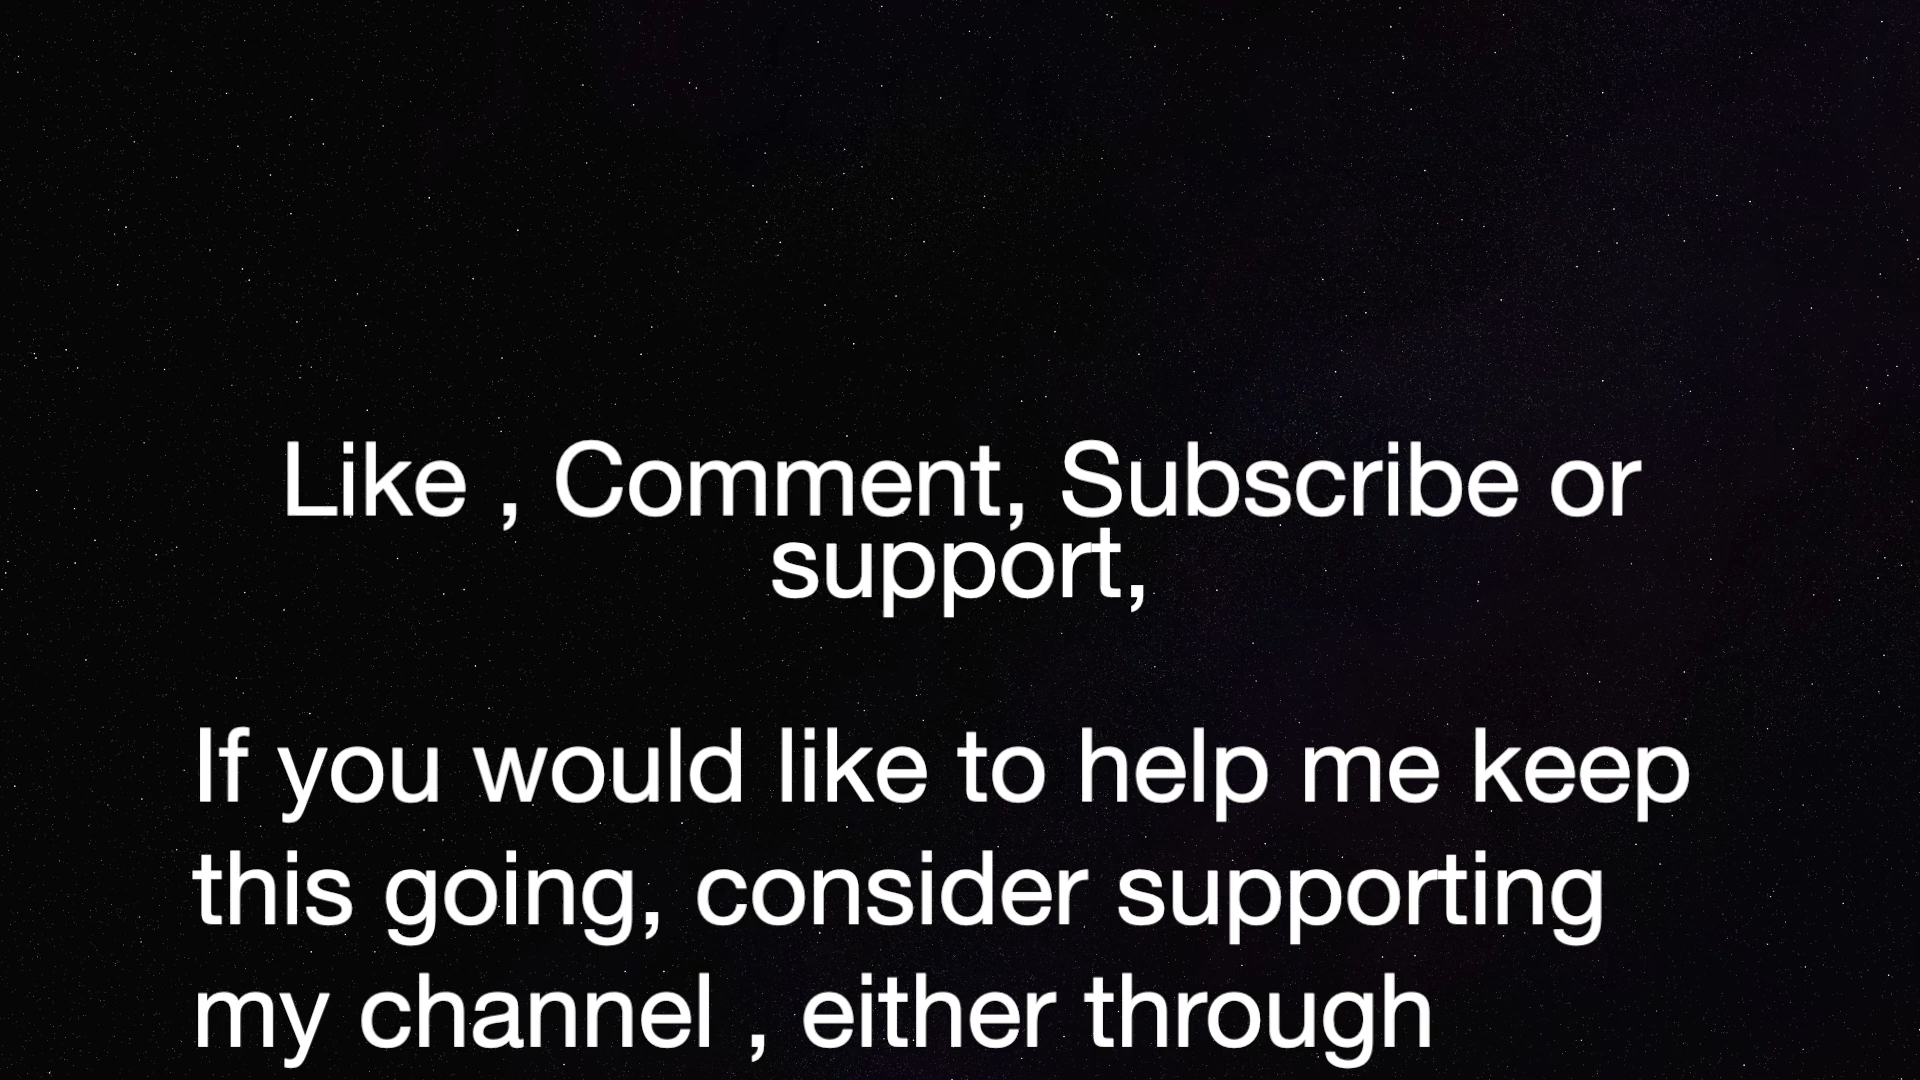 Like , Comment, Subscribe or
support,
If you would like to help me keep
this going, consider supporting
my channel , either through